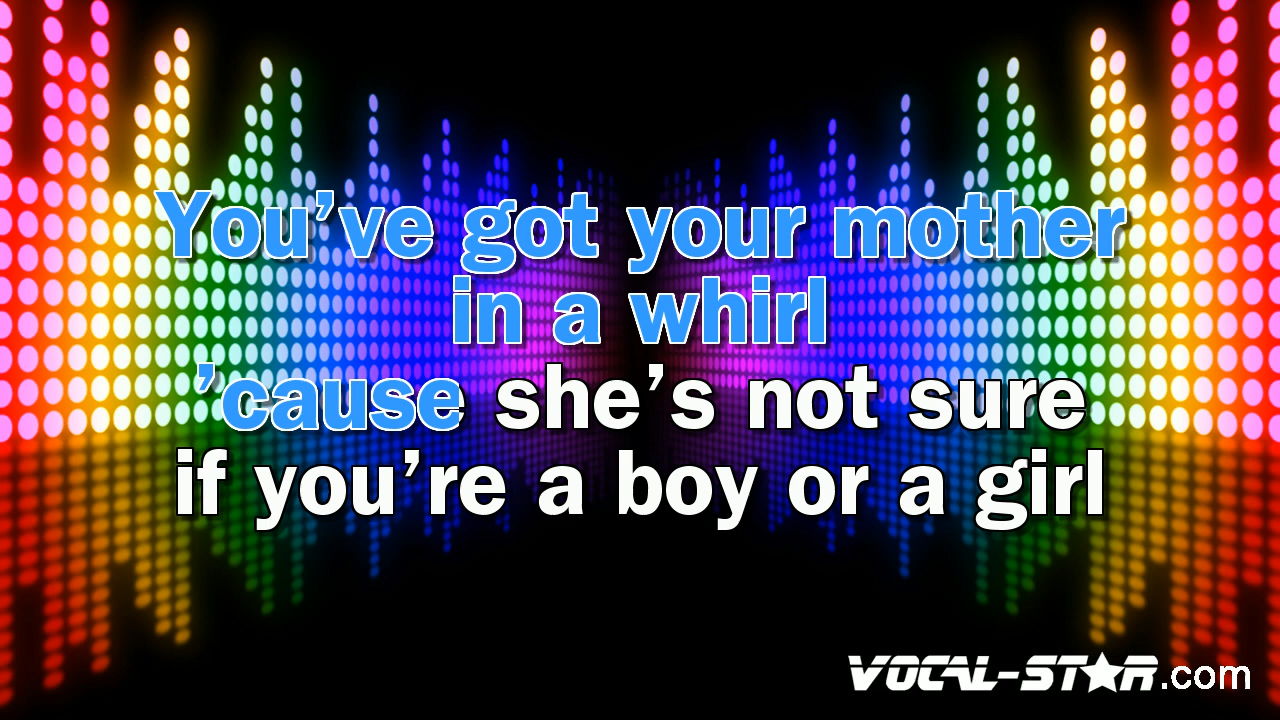 You’ve got your mother
in a whirl
’cause she’s not sure
if you’re a boy or a girl
VOCAL-STAR.com